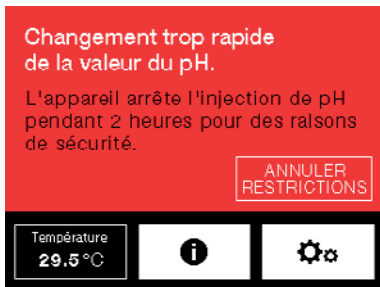 Changement trop rapide
de la valeur du pH.
L'appareil arrête l'injection de pH
pendant 2 heures pour des raisons
de sécurité.
ANNULER
RESTRICTIONS
Température
29.5°C